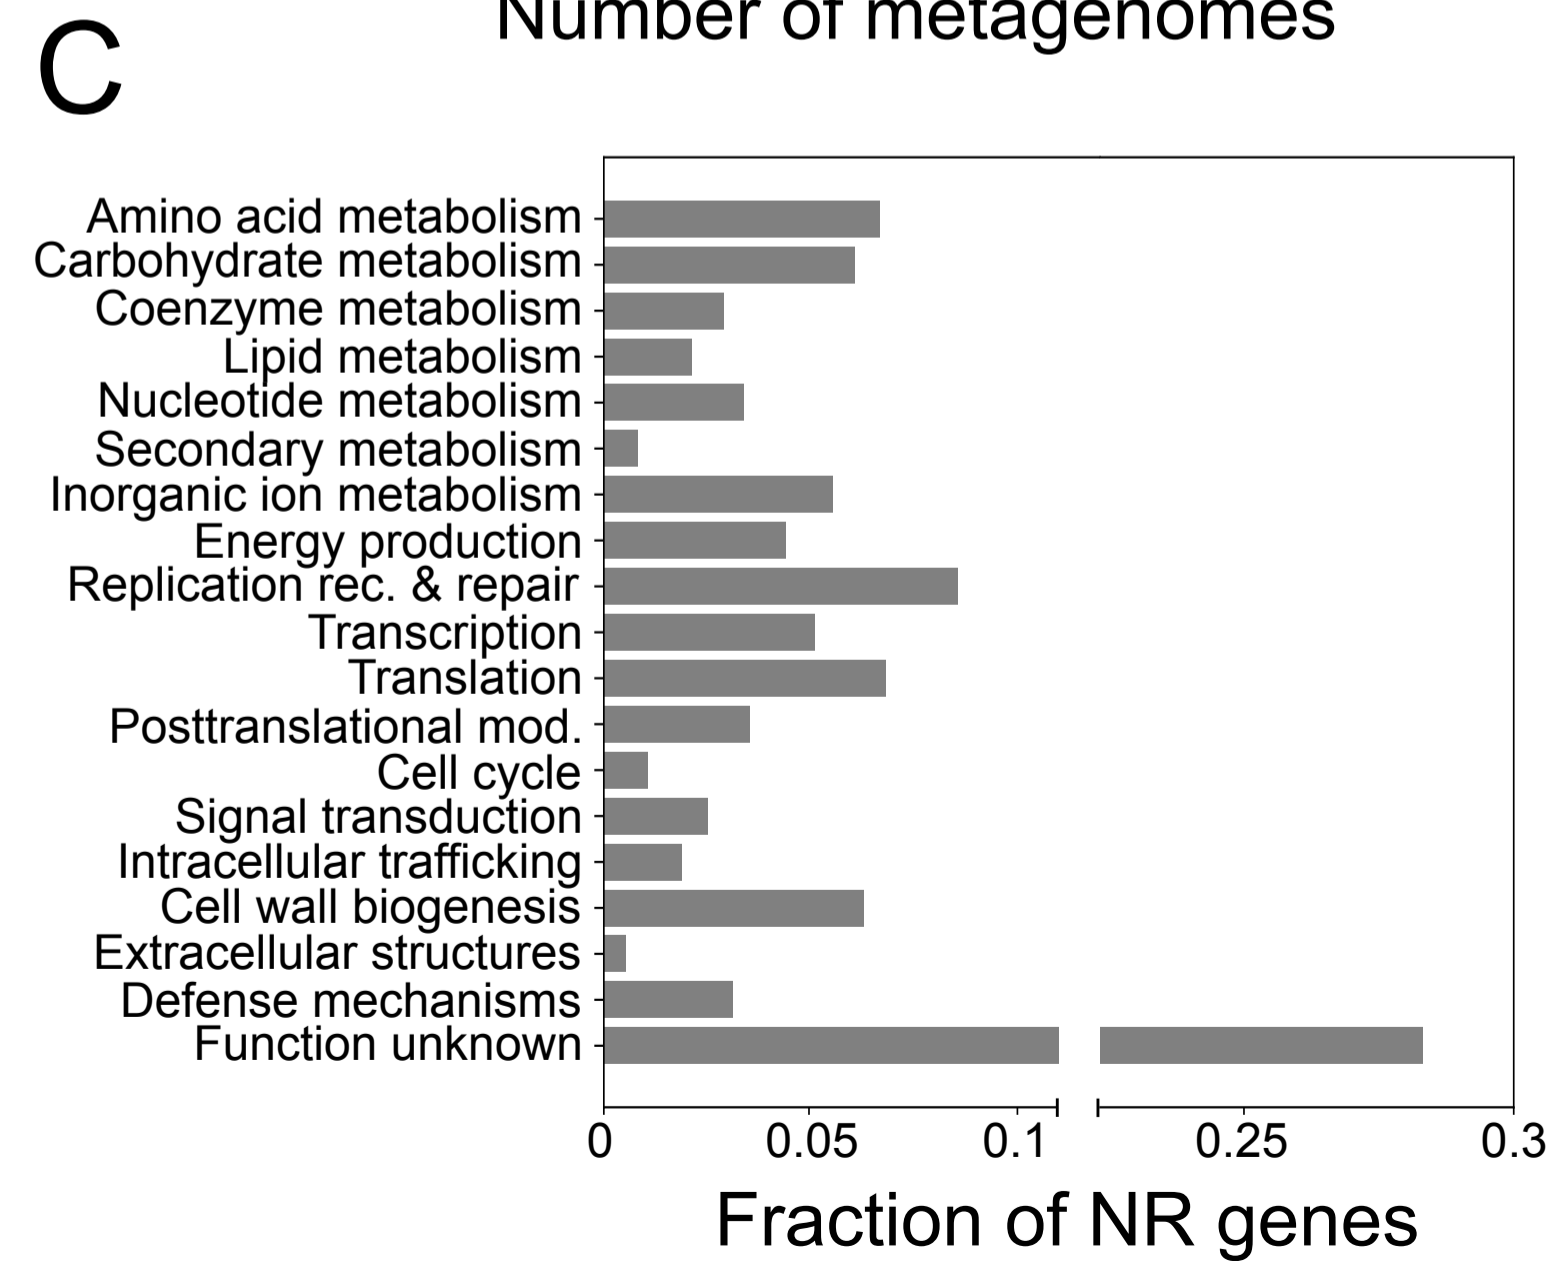 Number of metagenomes
C
Amino acid metabolism
Carbohydrate metabolism
Coenzyme metabolism
Lipid metabolism
Nucleotide metabolism
Secondary metabolism
Inorganic ion metabolism
Energy production
Replication rec. & repair
Transcription
Translation
Posttranslational mod.
Cell cycle
Signal transduction
Intracellular trafficking
Cell wall biogenesis
Extracellular structures
Defense mechanisms
Function unknown
0 0.05 0.1 0.25 0.3
Fraction of NR genes